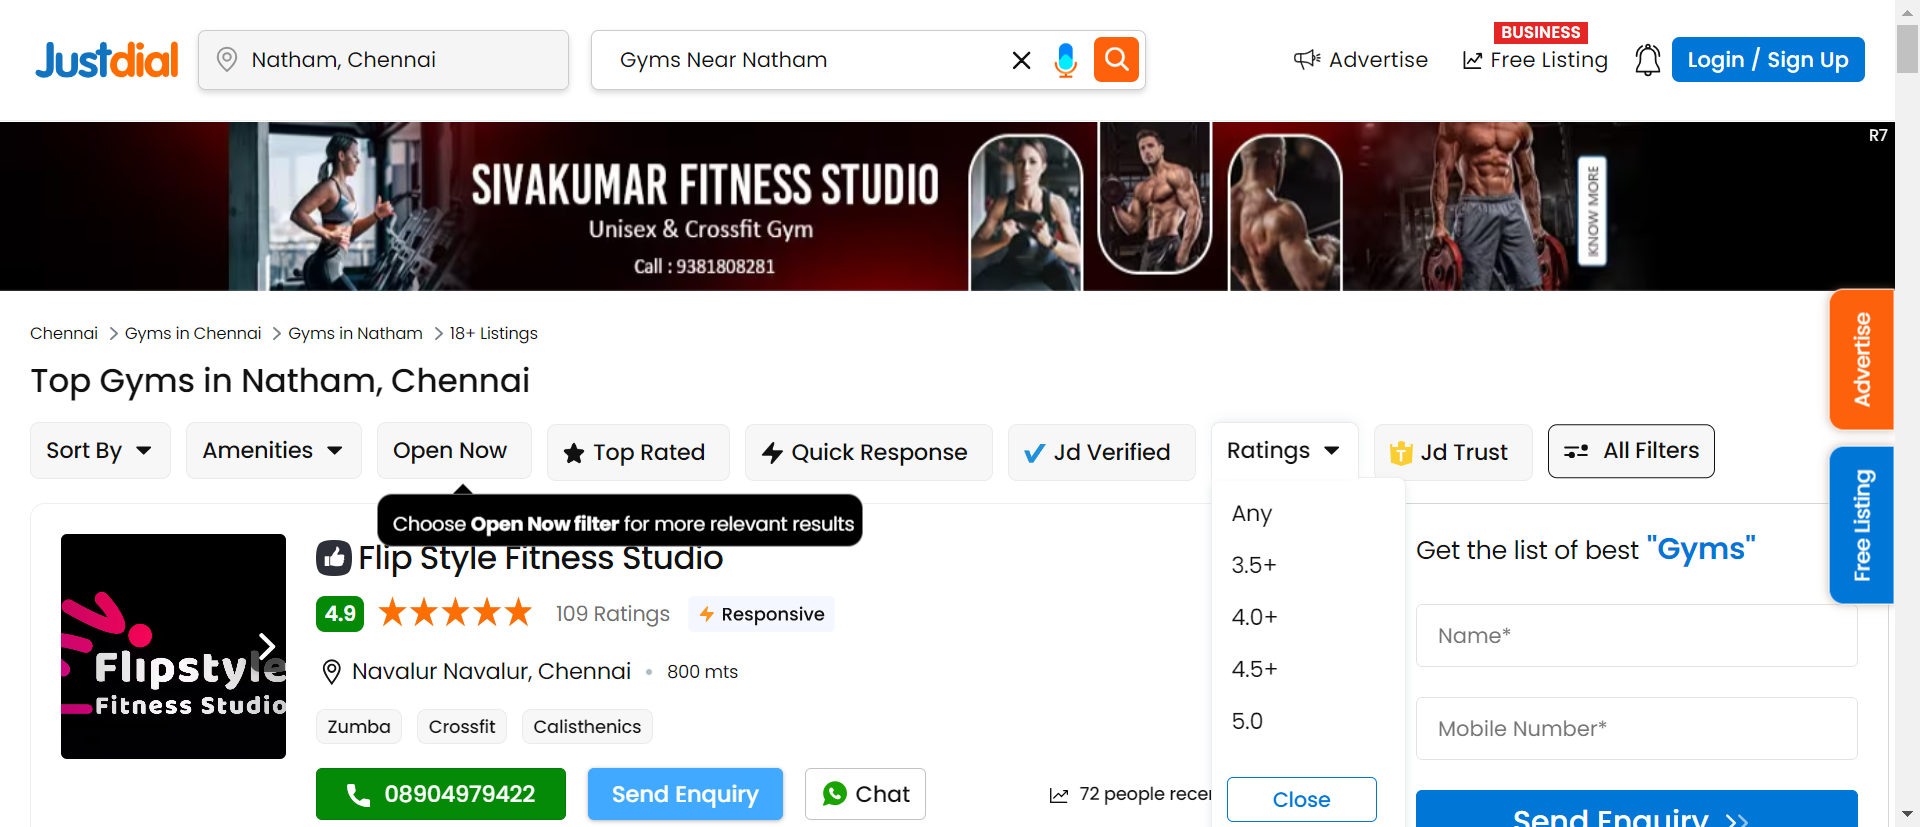 Justdial
Natham, Chennai
Gyms Near Natham
Advertise
BUSINESS
Free Listing
Login / Sign Up
R7
SIVAKUMAR FITNESS STUDIO
Unisex & Crossfit Gym
Call : 9381808281
KNOW MORE
Chennai
Gyms in Chennai
Gyms in Natham
18+ Listings
Advertise
Top Gyms in Natham, Chennai
Sort By
Amenities
Open Now
Top Rated
Quick Response
Jd Verified
Ratings
T
Jd Trust
All Filters
Free Listing
Choose Open Now filter for more relevant results
Flip Style Fitness Studio
4.9
109 Ratings
Responsive
Navalur Navalur, Chennai
800 mts
Zumba
Crossfit
Calisthenics
08904979422
Send Enquiry
Chat
72 people recer
Flipstyle
Fitness Studio
Any
3.5+
4.0+
4.5+
5.0
Close
Get the list of best "Gyms"
Name*
Mobile Number*
Send Enquiry